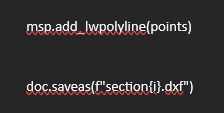 msp.add_lwpolyline(points)
doc.saveas(f"section{i}.dxf")